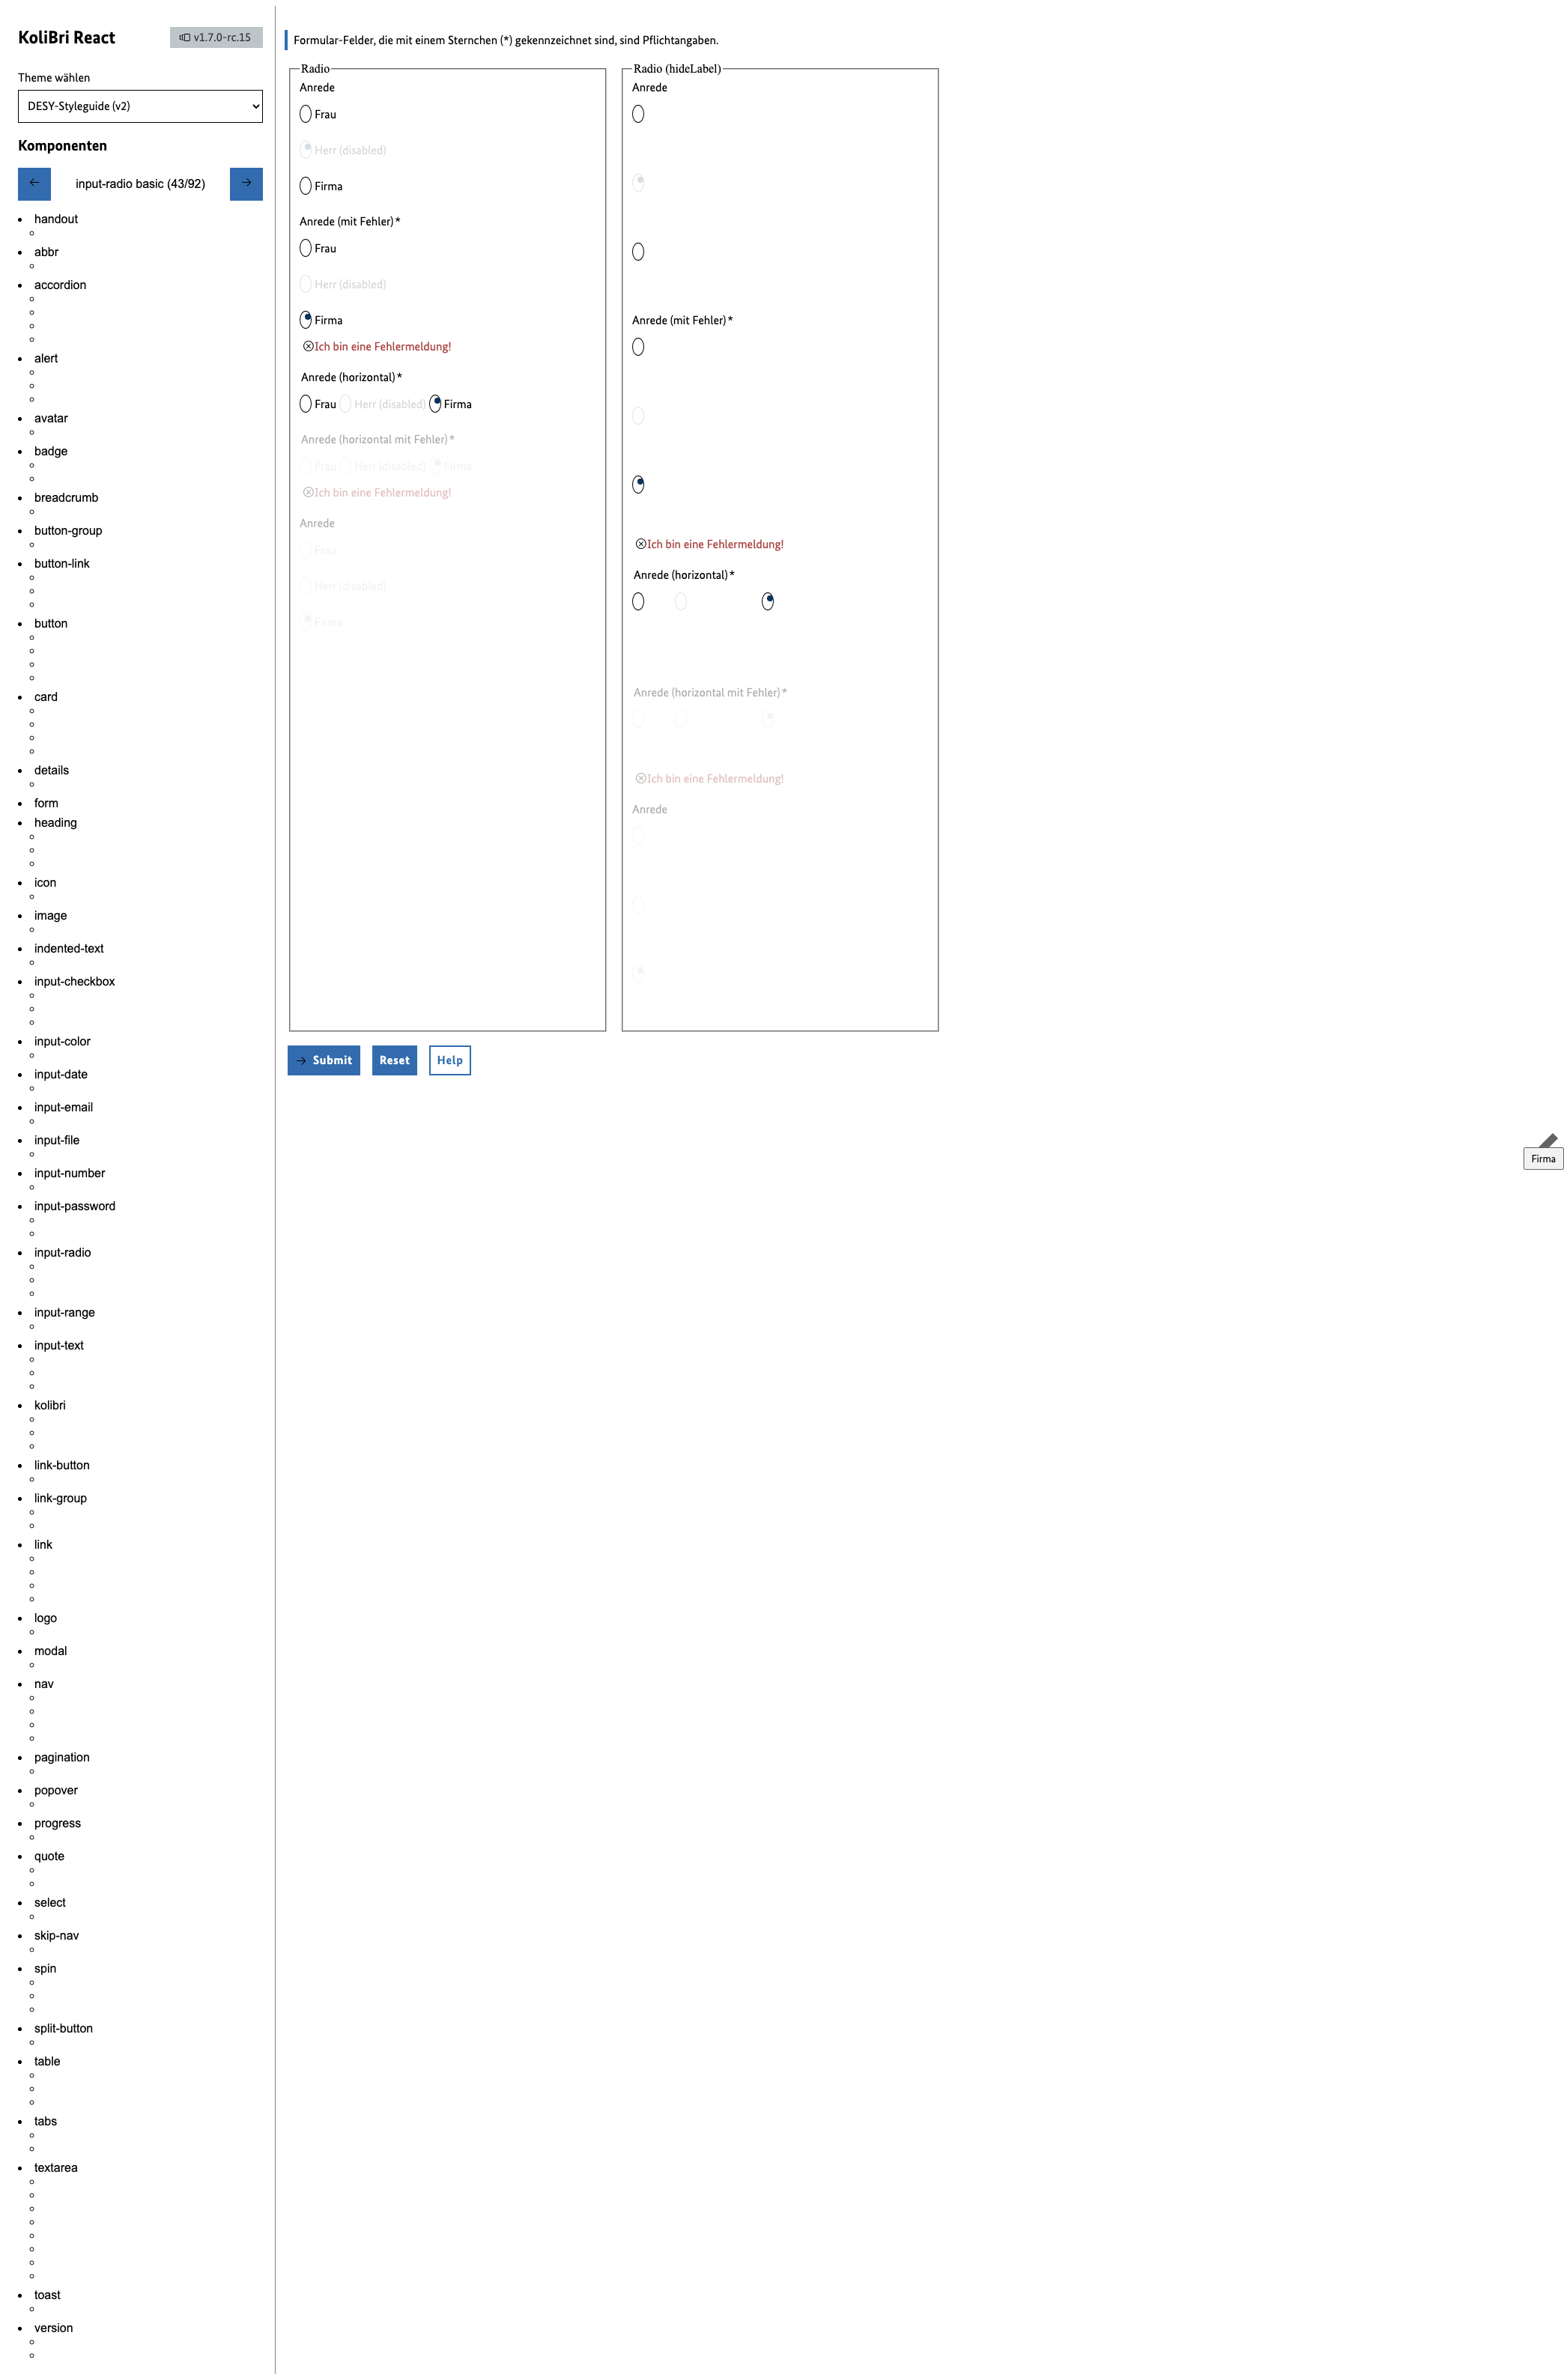 KoliBri React
v1.7.0-rc.15
Theme wählen
DESY-Styleguide (v2)
Komponenten
input-radio basic (43/92)
handout
abbr
accordion
alert
avatar
badge
breadcrumb
button-group
button-link
button
card
details
form
heading
icon
image
indented-text
input-checkbox
input-color
input-date
input-email
input-file
input-number
input-password
input-radio
input-range
input-text
kolibri
link-button
link-group
link
logo
modal
nav
pagination
popover
progress
quote
select
skip-nav
spin
split-button
table
tabs
textarea
toast
version
Formular-Felder, die mit einem Sternchen (*) gekennzeichnet sind, sind Pflichtangaben.
Radio
Anrede
Frau
Herr (disabled)
Firma
Anrede (mit Fehler)*
Frau
Herr (disabled)
Firma
Ich bin eine Fehlermeldung!
Anrede (horizontal)*
Frau Herr (disabled) Firma
Anrede (horizontal mit Fehler)*
Frau Herr (disabled) Firma
Ich bin eine Fehlermeldung!
Anrede
Frau
Herr (disabled)
Firma
Radio (hideLabel)
Anrede
Anrede (mit Fehler)*
Ich bin eine Fehlermeldung!
Anrede (horizontal)*
Anrede (horizontal mit Fehler)*
Ich bin eine Fehlermeldung!
Anrede
Submit Reset Help
Firma